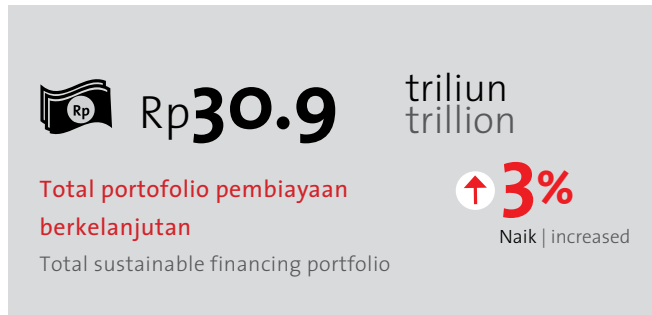 Rp
Rp30.9 triliun
trillion
Total portofolio pembiayaan
berkelanjutan
Total sustainable financing portfolio
3%
Naik | increased